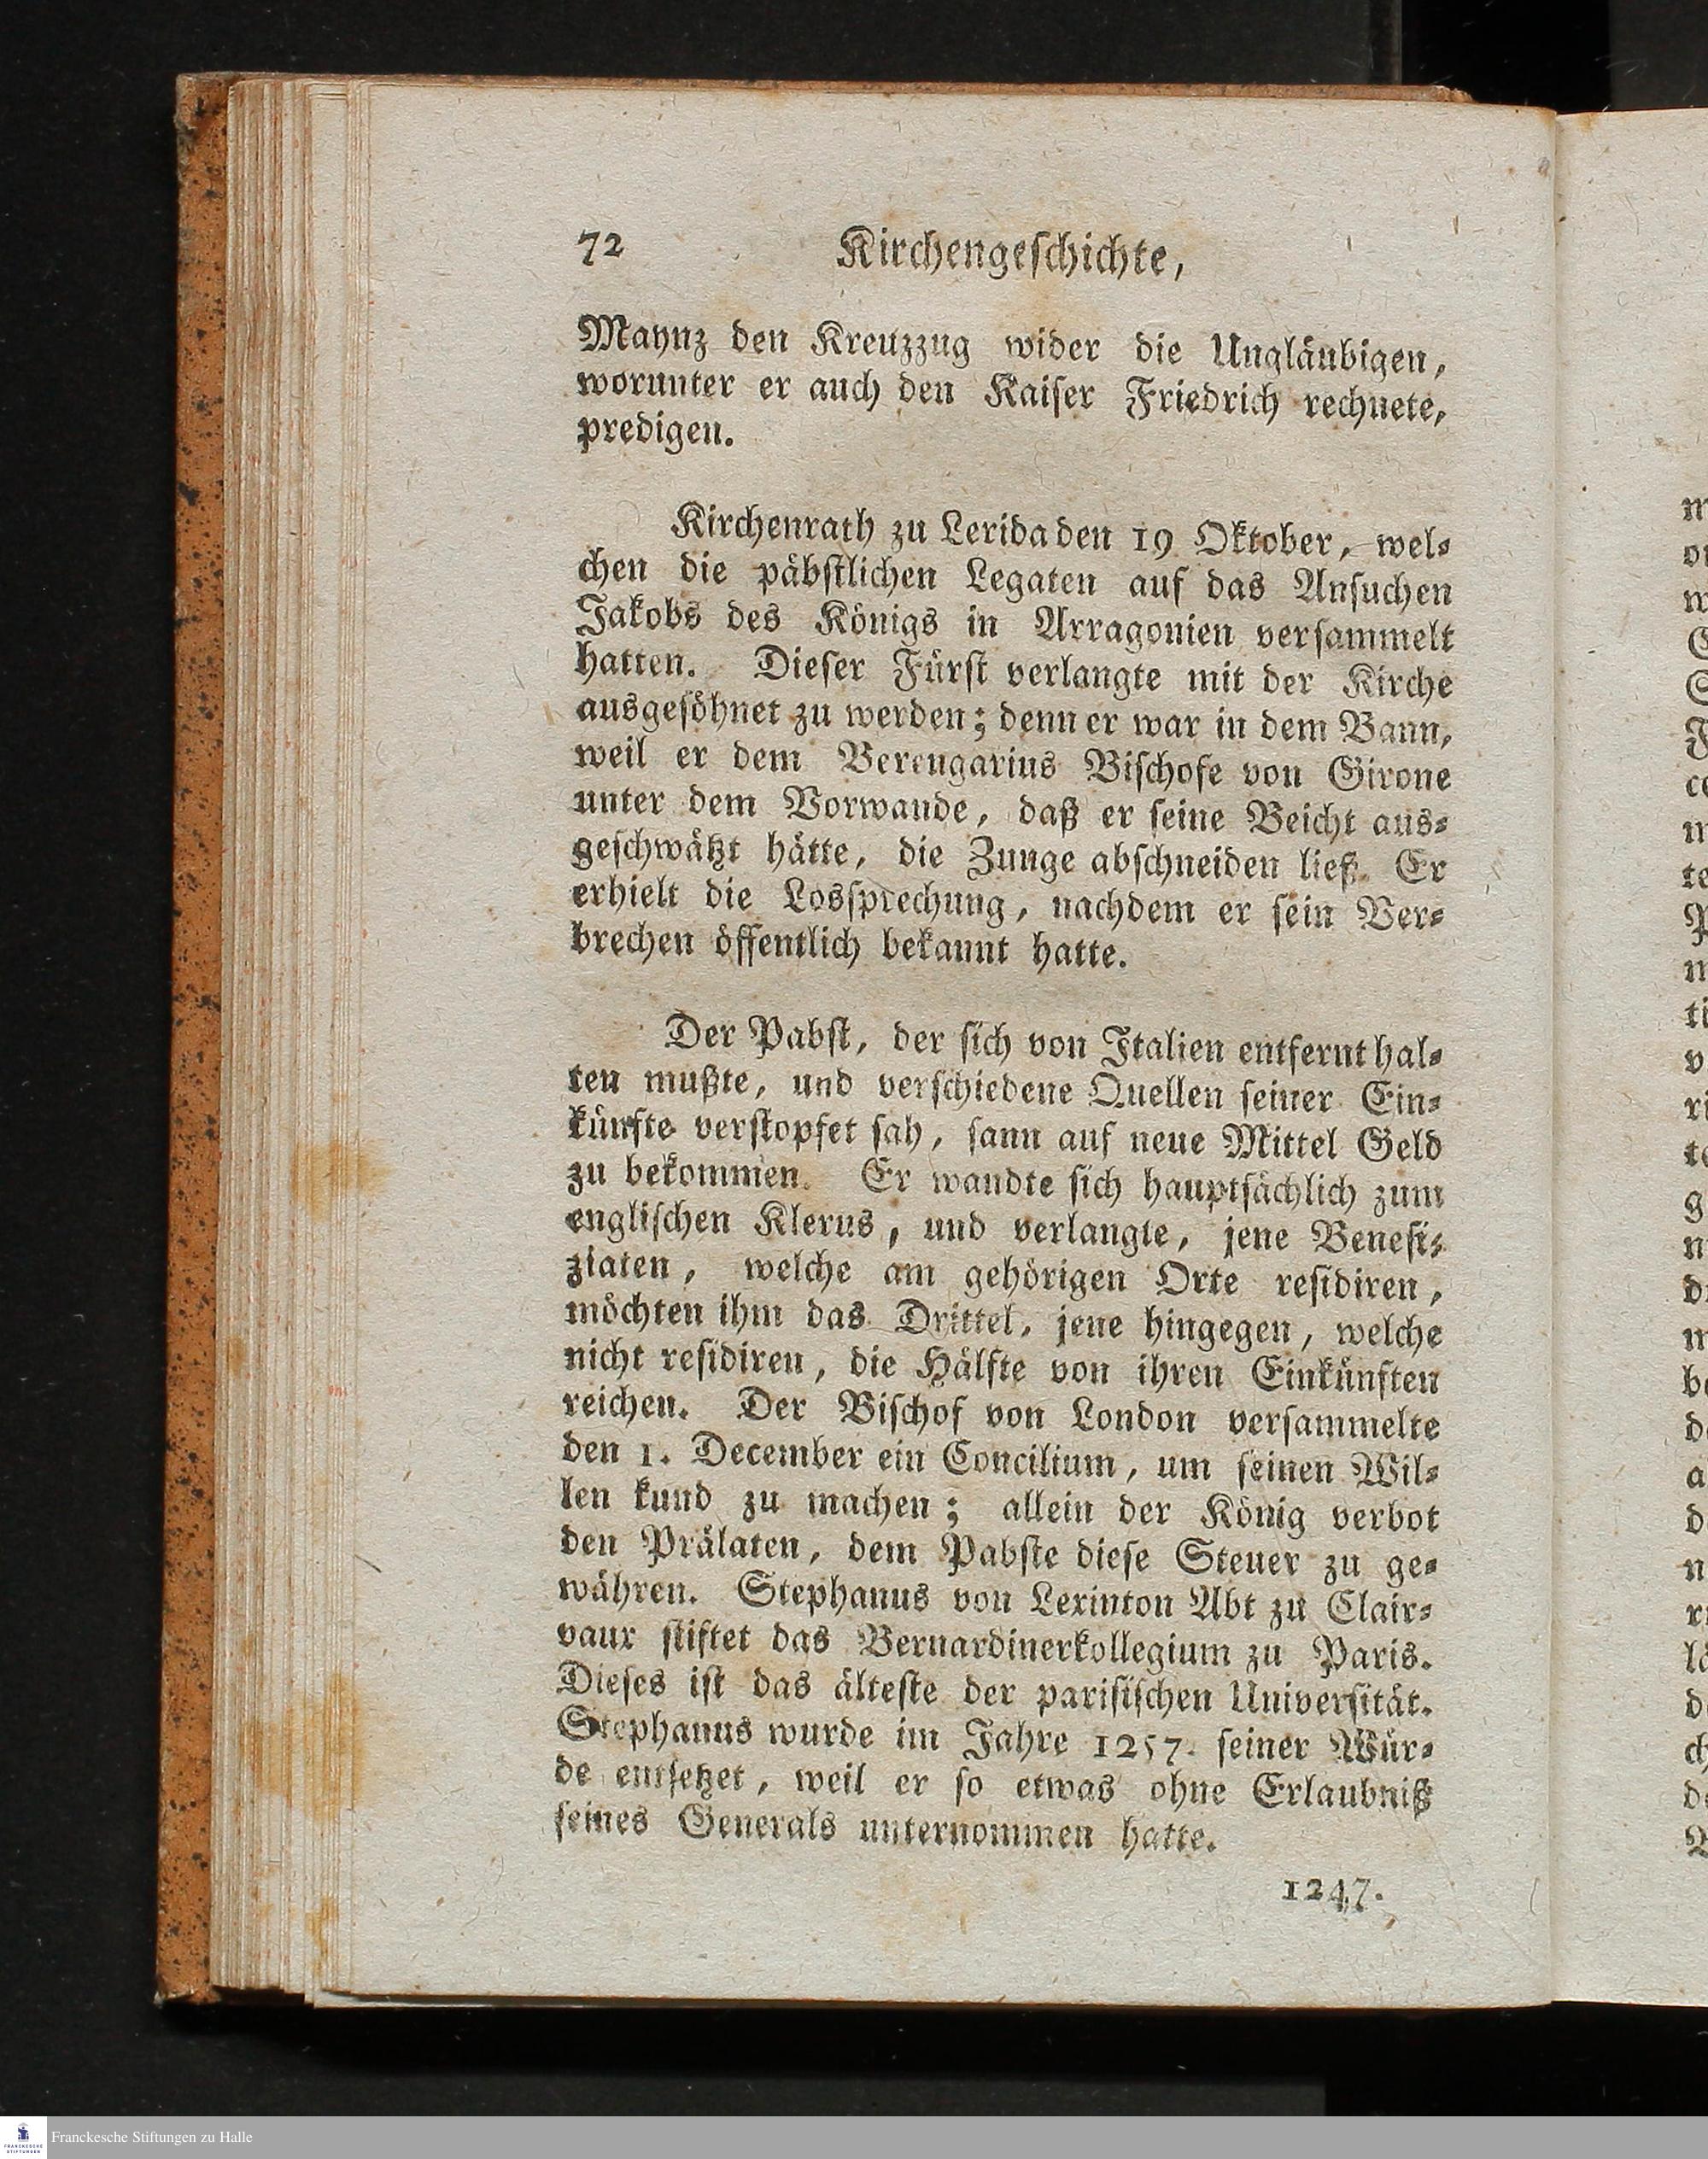 72 Kirchengeschichte,
Maynz den Kreuzzug wider die Ungläubigen,
worunter er auch den Kaiser Friedrich rechnete,
predigen.
Kirchenrath zu Lerida den 19 Oktober, wel⸗
chen die päbstlichen Legaten auf das Ansuchen
Jakobs des Königs in Arragonien versammelt
hatten. Dieser Fürst verlangte mit der Kirche
ausgesöhnet zu werden; denn er war in dem Bann,
weil er dem Berengarius Bischofe von Girone
unter dem Vorwande, daß er seine Beicht aus⸗
geschwätzt hätte, die Zunge abschneiden ließ. Er
erhielt die Lossprechung, nachdem er sein Ver⸗
brechen öffentlich bekannt hatte.
Der Pabst, der sich von Italien entfernt hal⸗
ten mußte, und verschiedene Quellen seiner Ein⸗
künfte verstopfet sah, sann auf neue Mittel Geld
zu bekommen. Er wandte sich hauptsächlich zum
englischen Klerus, und verlangte, jene Benefi⸗
ziaten, welche am gehörigen Orte residiren,
möchten ihm das Drittel, jene hingegen, welche
nicht residiren, die Hälfte von ihren Einkünften
reichen. Der Bischof von London versammelte
den 1. December ein Concilium, um seinen Wil⸗
len kund zu machen; allein der König verbot
den Prälaten, dem Pabste diese Steuer zu ge⸗
währen. Stephanus von Lexinton Abt zu Clair⸗
vaux stiftet das Bernardinerkollegium zu Paris.
Dieses ist das älteste der parisischen Universität.
Stephanus wurde im Jahre 1257. seiner Wür⸗
de entsetzet, weil er so etwas ohne Erlaubniß
seines Generals unternommen hatte.
1247.
Franckesche Stiftungen zu Halle